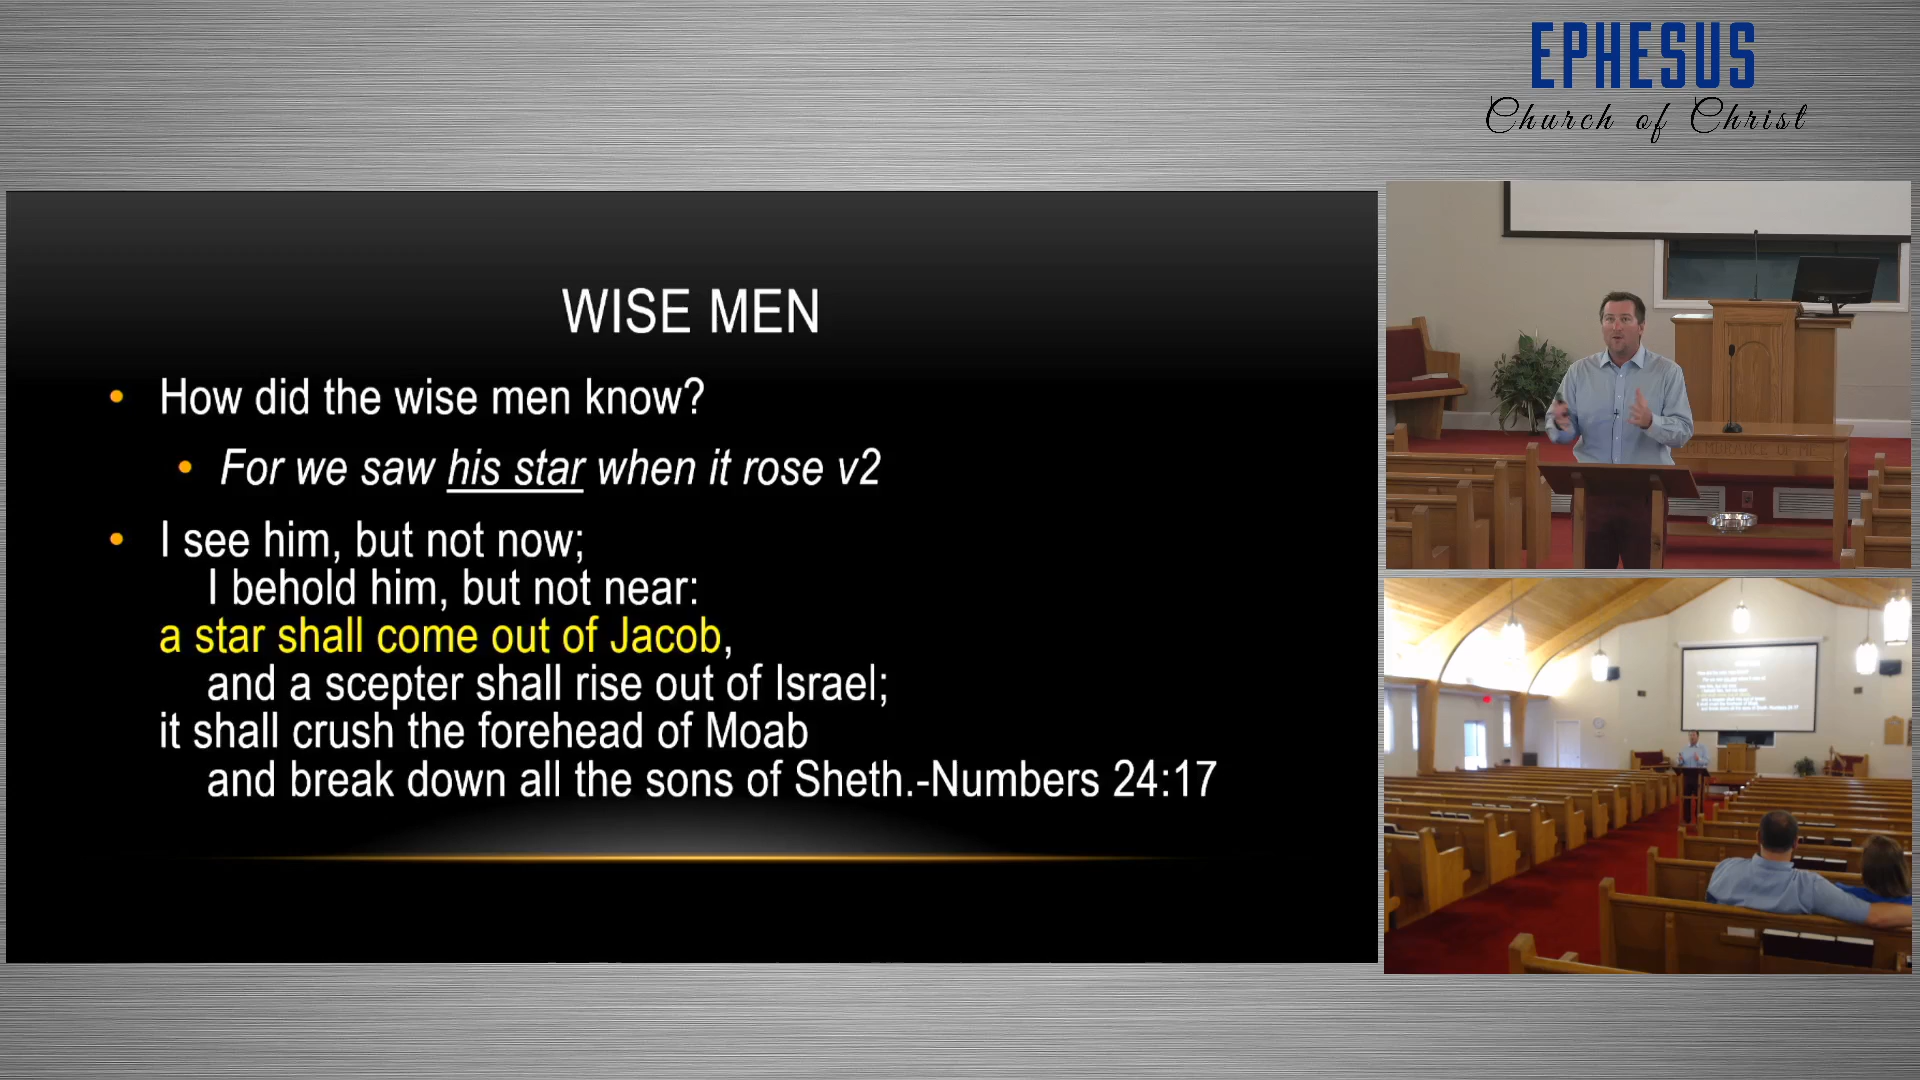 EPHESUS
Church of Christ
WISE MEN
• How did the wise men know?
• For we saw his star when it rose v2
• I see him, but not now;
I behold him, but not near:
a star shall come out of Jacob,
and a scepter shall rise out of Israel;
it shall crush the forehead of Moab
and break down all the sons of Sheth.-Numbers 24:17